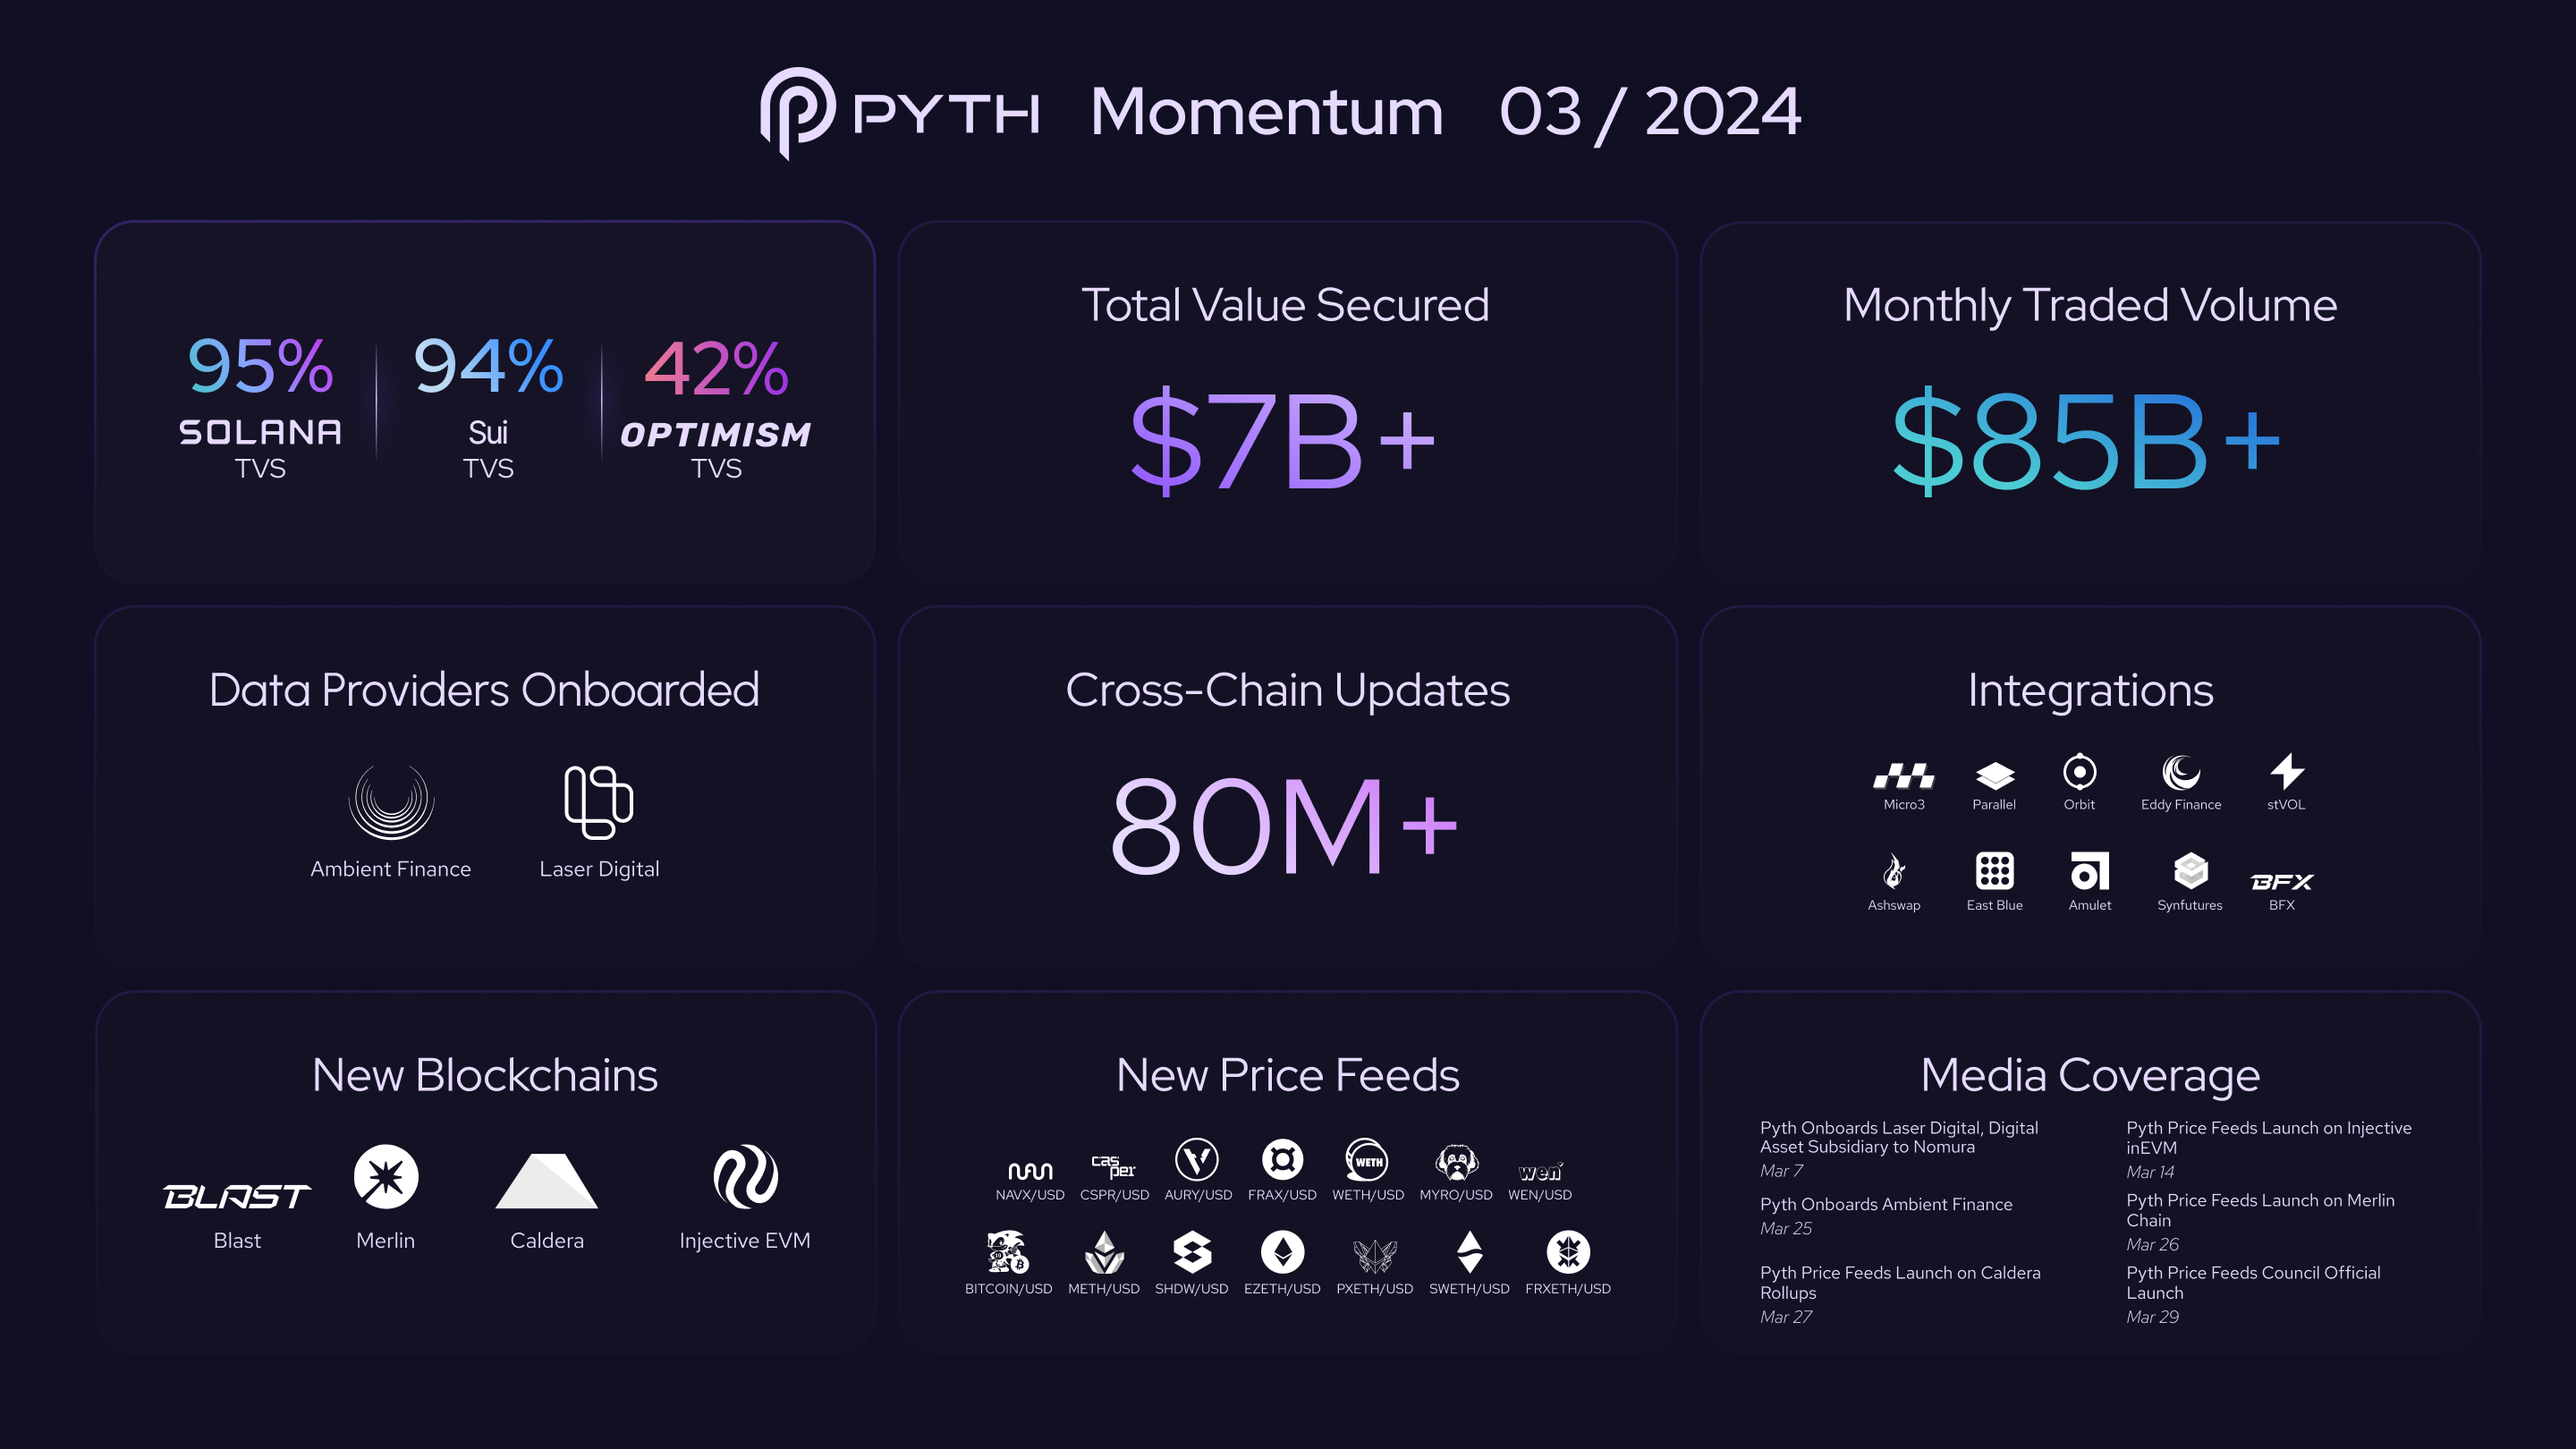 PYTH Momentum 03 / 2024
95%
SOLANA
TVS
94%
Sui
TVS
42%
OPTIMISM
TVS
Total Value Secured
$7B+
Monthly Traded Volume
$85B+
Data Providers Onboarded
Ambient Finance
Laser Digital
Cross-Chain Updates
80M+
Integrations
Micro3
Parallel
Orbit
Eddy Finance
stVOL
Ashswap
East Blue
Amulet
Synfutures
BFX
BFX
New Blockchains
BLAST
Blast
Merlin
Caldera
Injective EVM
New Price Feeds
NAVX/USD
casper
CSPR/USD
AURY/USD
FRAX/USD
WETH
WETH/USD
MYRO/USD
wen
WEN/USD
BITCOIN/USD
METH/USD
SHDW/USD
EZETH/USD
PXETH/USD
SWETH/USD
FRXETH/USD
Media Coverage
Pyth Onboards Laser Digital, Digital
Asset Subsidiary to Nomura
Mar 7
Pyth Price Feeds Launch on Injective
inEVM
Mar 14
Pyth Onboards Ambient Finance
Mar 25
Pyth Price Feeds Launch on Merlin
Chain
Mar 26
Pyth Price Feeds Launch on Caldera
Rollups
Mar 27
Pyth Price Feeds Council Official
Launch
Mar 29